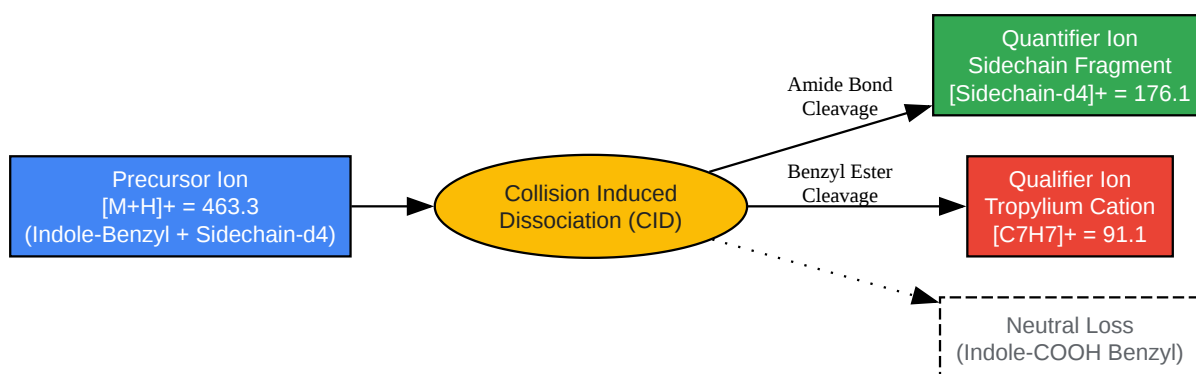 Precursor Ion
[M+H]+ = 463.3
(Indole-Benzyl + Sidechain-d4)
Collision Induced
Dissociation (CID)
Amide Bond
Cleavage
Quantifier Ion
Sidechain Fragment
[Sidechain-d4]+ = 176.1
Benzyl Ester
Cleavage
Qualifier Ion
Tropylium Cation
[C7H7]+ = 91.1
Neutral Loss
(Indole-COOH Benzyl)